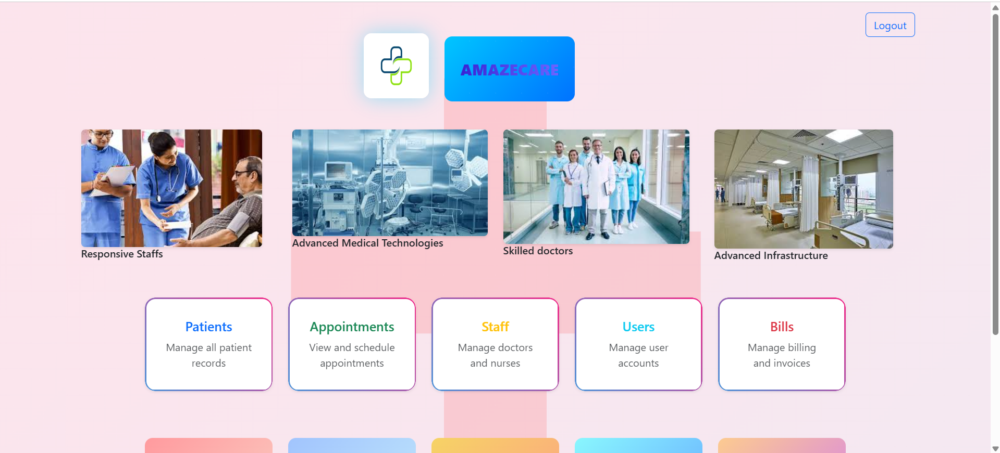 Logout
AMAZECARE
Responsive Staffs
Advanced Medical Technologies
Skilled doctors
Advanced Infrastructure
Patients
Manage all patient
records
Appointments
View and schedule
appointments
Staff
Manage doctors
and nurses
Users
Manage user
accounts
Bills
Manage billing
and invoices